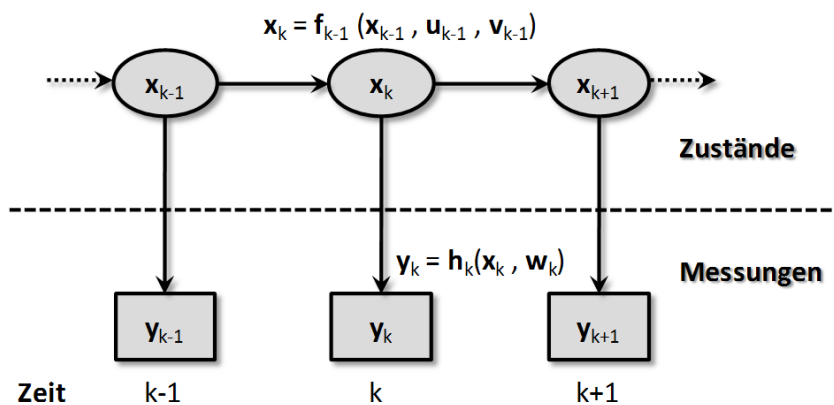 xₖ = fₖ₋₁ (xₖ₋₁ , uₖ₋₁ , vₖ₋₁)
xₖ₋₁ xₖ xₖ₊₁
Zustände
yₖ = hₖ(xₖ , wₖ)
Messungen
yₖ₋₁ yₖ yₖ₊₁
Zeit k-1 k k+1